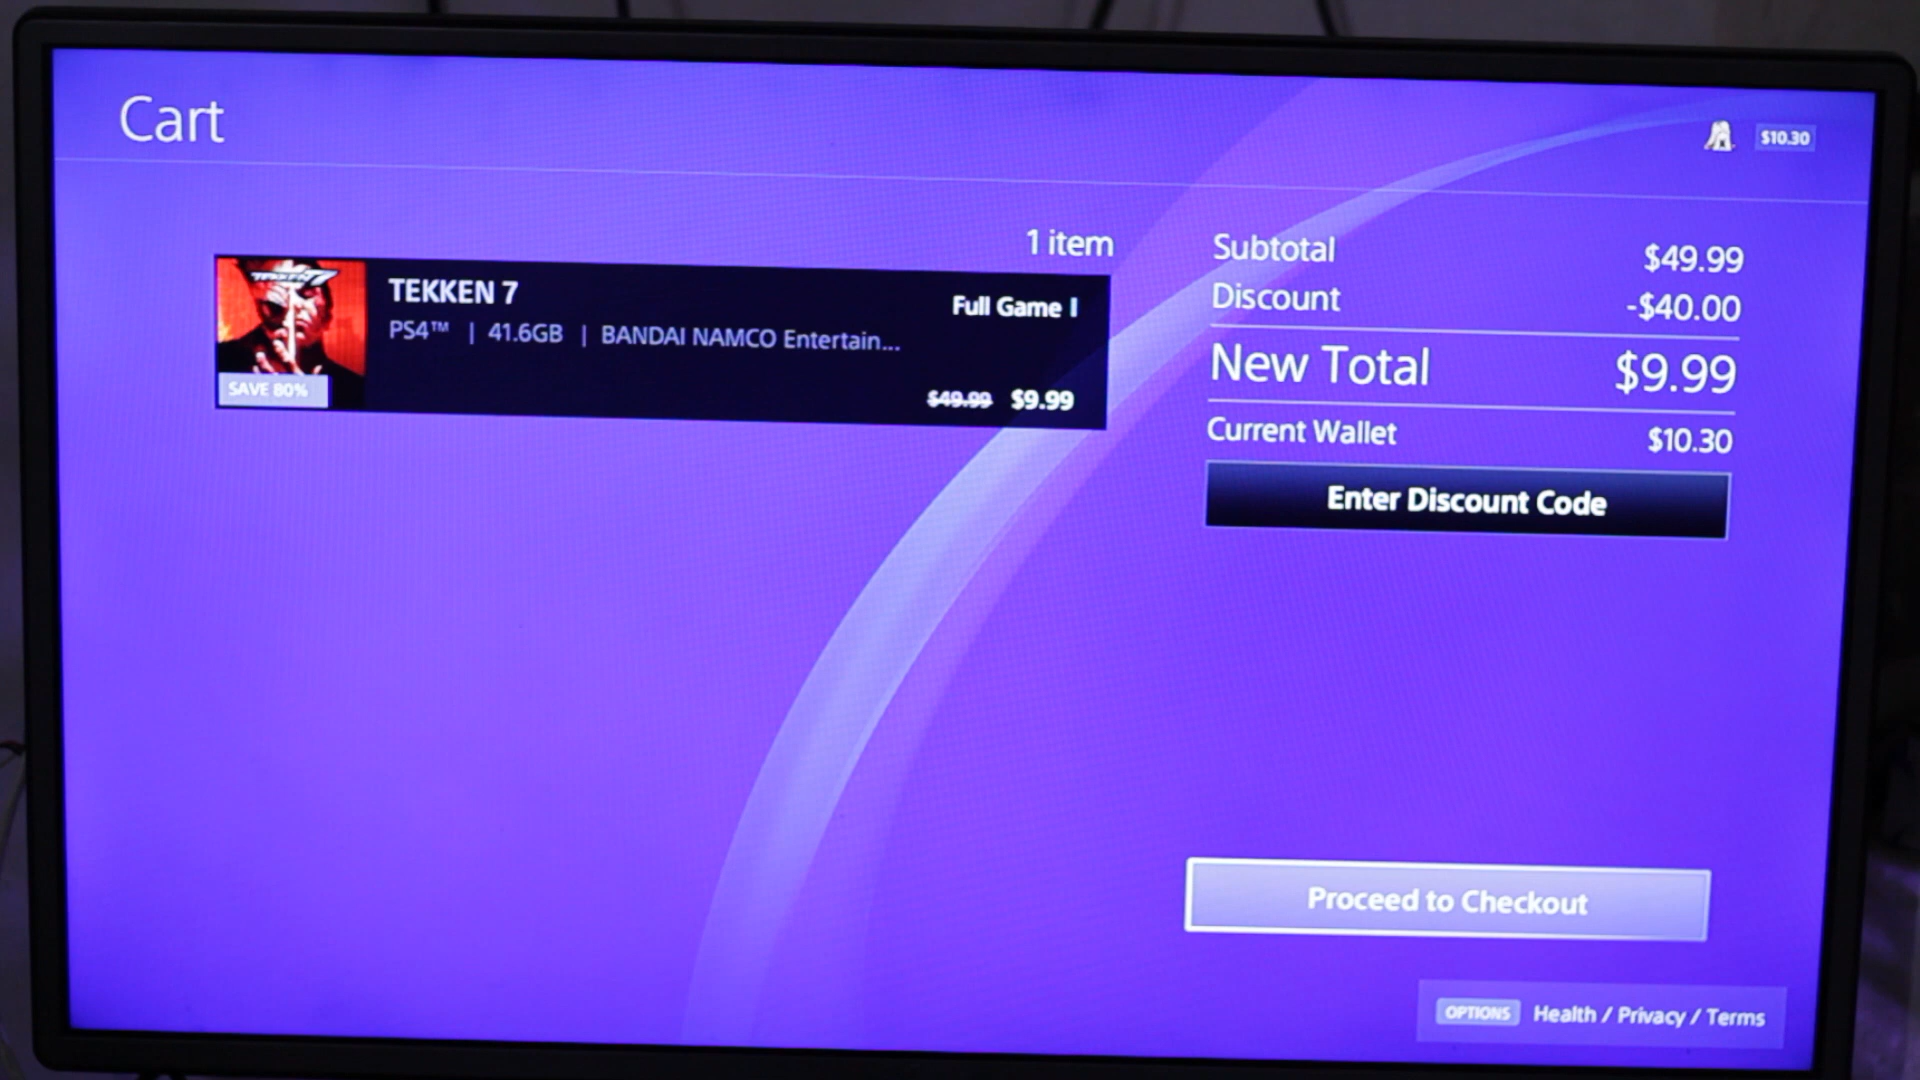 Cart
$10.30
1 item
TEKKEN 7
SAVE 80%
TEKKEN 7
Full Game
PS4™ | 41.6GB | BANDAI NAMCO Entertain...
$49.99 $9.99
Subtotal $49.99
Discount -$40.00
New Total $9.99
Current Wallet $10.30
Enter Discount Code
Proceed to Checkout
OPTIONS Health / Privacy / Terms